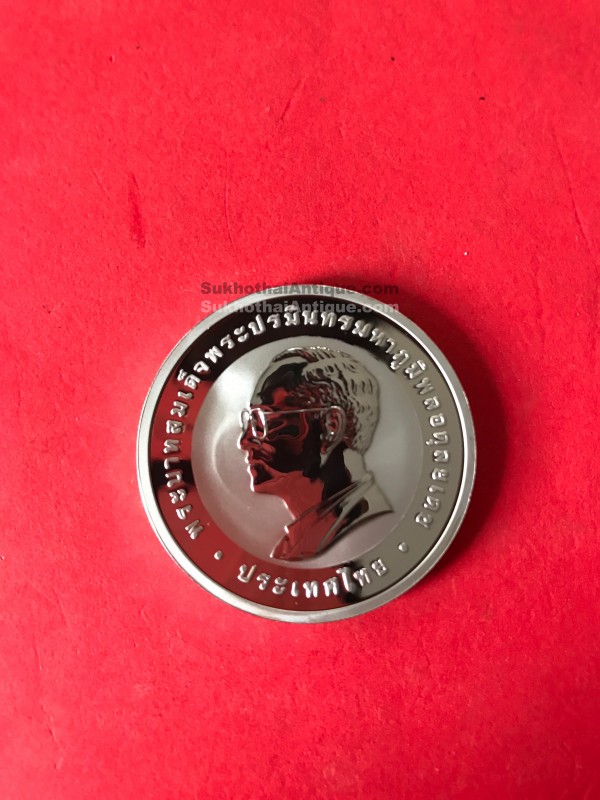 SukhothaiAntique.com
SukhothaiAntique.com
พระบาทสมเด็จพระปรมินทรมหาภูมิพลอดุลยเดช
• ประเทศไทย •